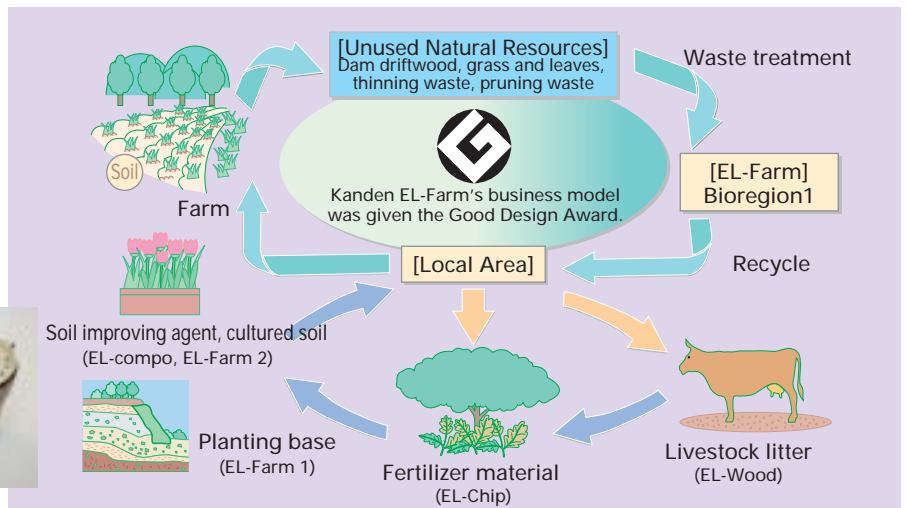 [Unused Natural Resources]
Dam driftwood, grass and leaves,
thinning waste, pruning waste
Waste treatment
Soil
Farm
Kanden EL-Farm's business model
was given the Good Design Award.
[EL-Farm]
Bioregion1
[Local Area]
Recycle
Soil improving agent, cultured soil
(EL-compo, EL-Farm 2)
Planting base
(EL-Farm 1)
Fertilizer material
(EL-Chip)
Livestock litter
(EL-Wood)